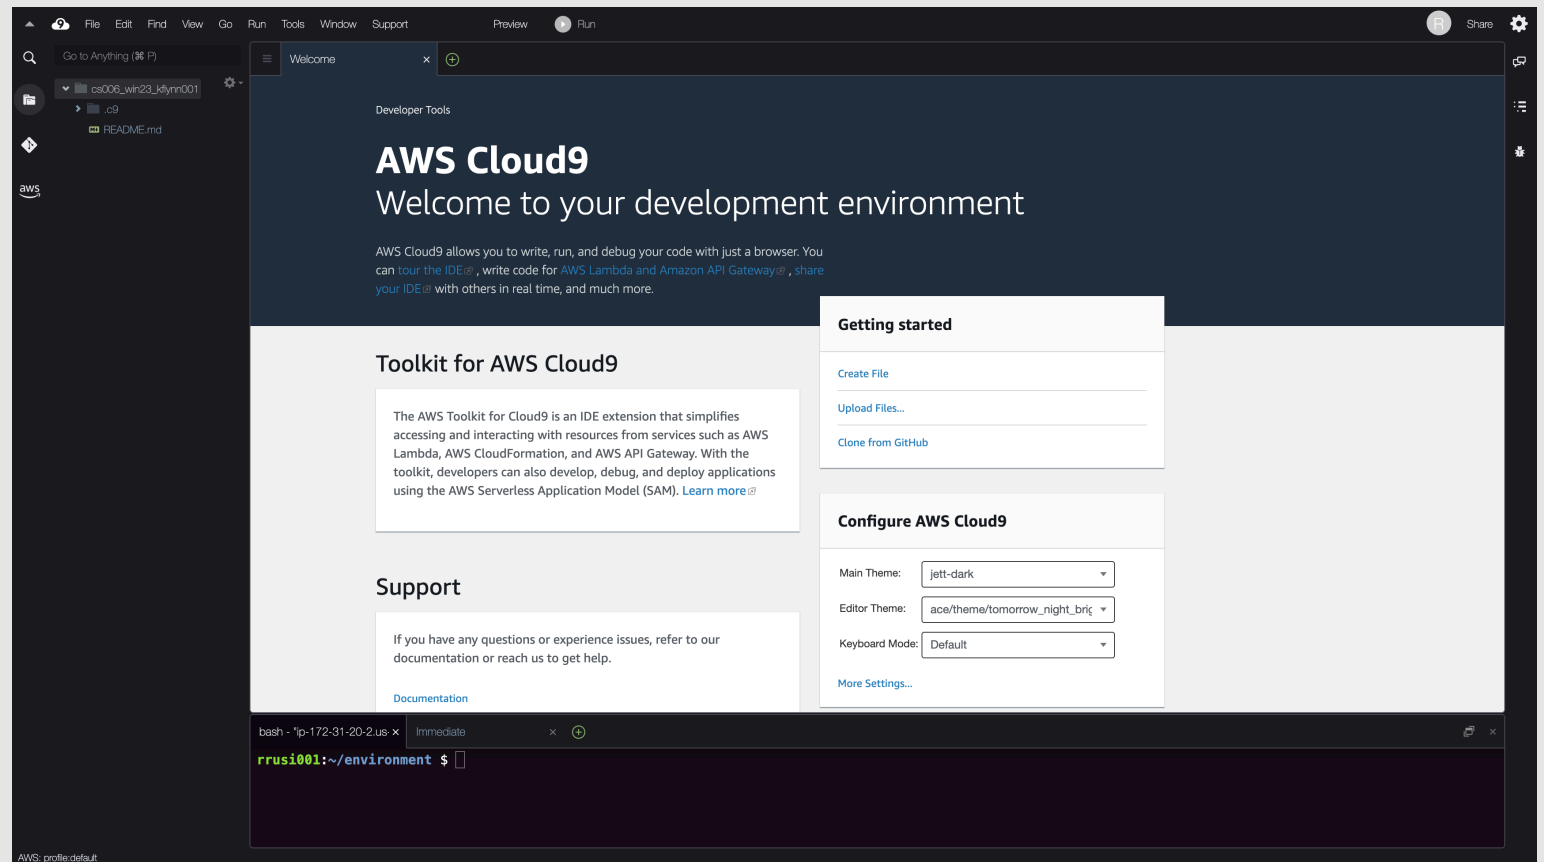 File Edit Find View Go Run Tools Window Support Preview Run R Share
Go to Anything (⌘ P)
Welcome
cs006_win23_kflynn001
.c9
README.md
aws
Developer Tools
AWS Cloud9
Welcome to your development environment
AWS Cloud9 allows you to write, run, and debug your code with just a browser. You
can tour the IDE , write code for AWS Lambda and Amazon API Gateway , share
your IDE with others in real time, and much more.
Toolkit for AWS Cloud9
The AWS Toolkit for Cloud9 is an IDE extension that simplifies
accessing and interacting with resources from services such as AWS
Lambda, AWS CloudFormation, and AWS API Gateway. With the
toolkit, developers can also develop, debug, and deploy applications
using the AWS Serverless Application Model (SAM). Learn more
Support
If you have any questions or experience issues, refer to our
documentation or reach us to get help.
Documentation
Getting started
Create File
Upload Files...
Clone from GitHub
Configure AWS Cloud9
Main Theme: jett-dark
Editor Theme: ace/theme/tomorrow_night_brig
Keyboard Mode: Default
More Settings...
bash - "ip-172-31-20-2.us- Immediate
rrusi001:~/environment $
AWS: profile:default